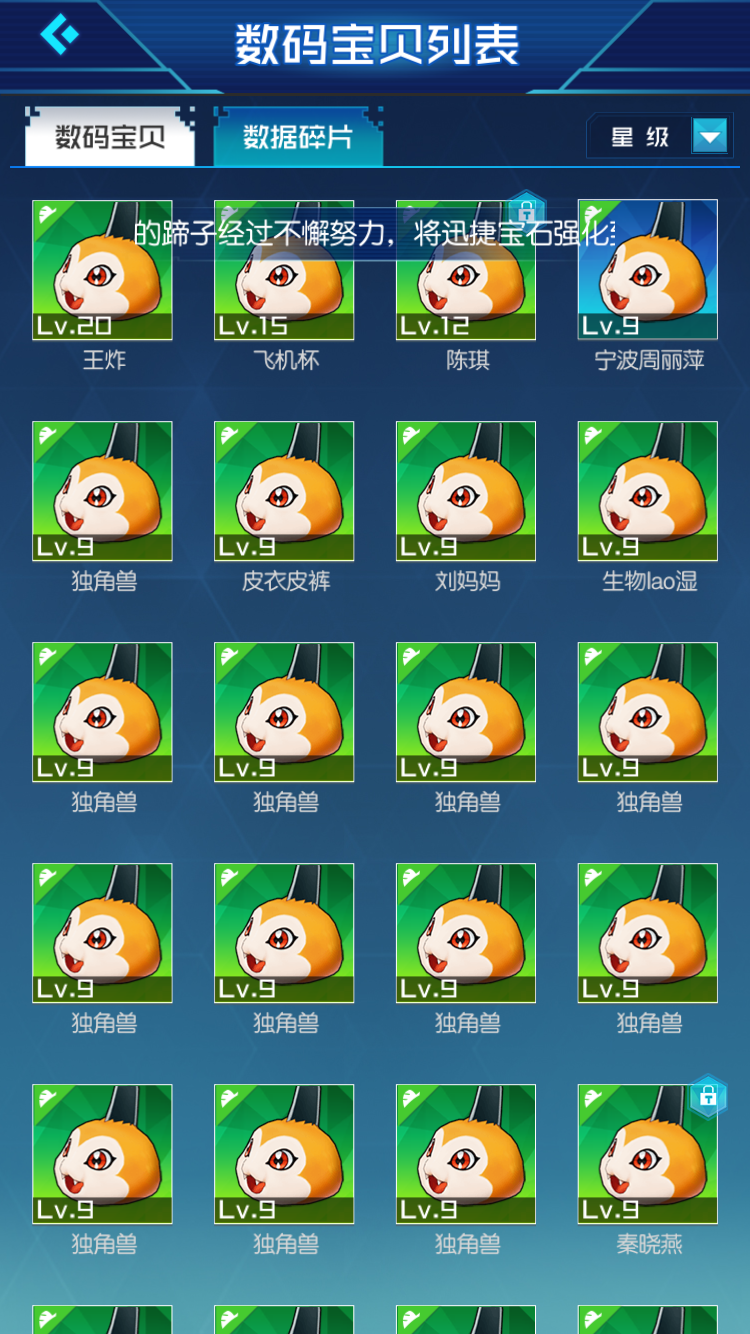 数码宝贝列表
数码宝贝 数据碎片 星级
的蹄子经过不懈努力，将迅捷宝石强化
Lv.20 Lv.15 Lv.12 Lv.9
王炸 飞机杯 陈琪 宁波周丽萍
Lv.9 Lv.9 Lv.9 Lv.9
独角兽 皮衣皮裤 刘妈妈 生物lao湿
Lv.9 Lv.9 Lv.9 Lv.9
独角兽 独角兽 独角兽 独角兽
Lv.9 Lv.9 Lv.9 Lv.9
独角兽 独角兽 独角兽 独角兽
Lv.9 Lv.9 Lv.9 Lv.9
独角兽 独角兽 独角兽 秦晓燕